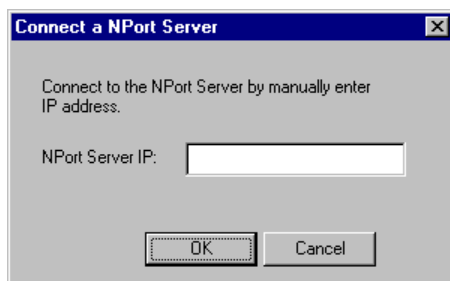 Connect a NPort Server
Connect to the NPort Server by manually enter
IP address.
NPort Server IP:
OK
Cancel